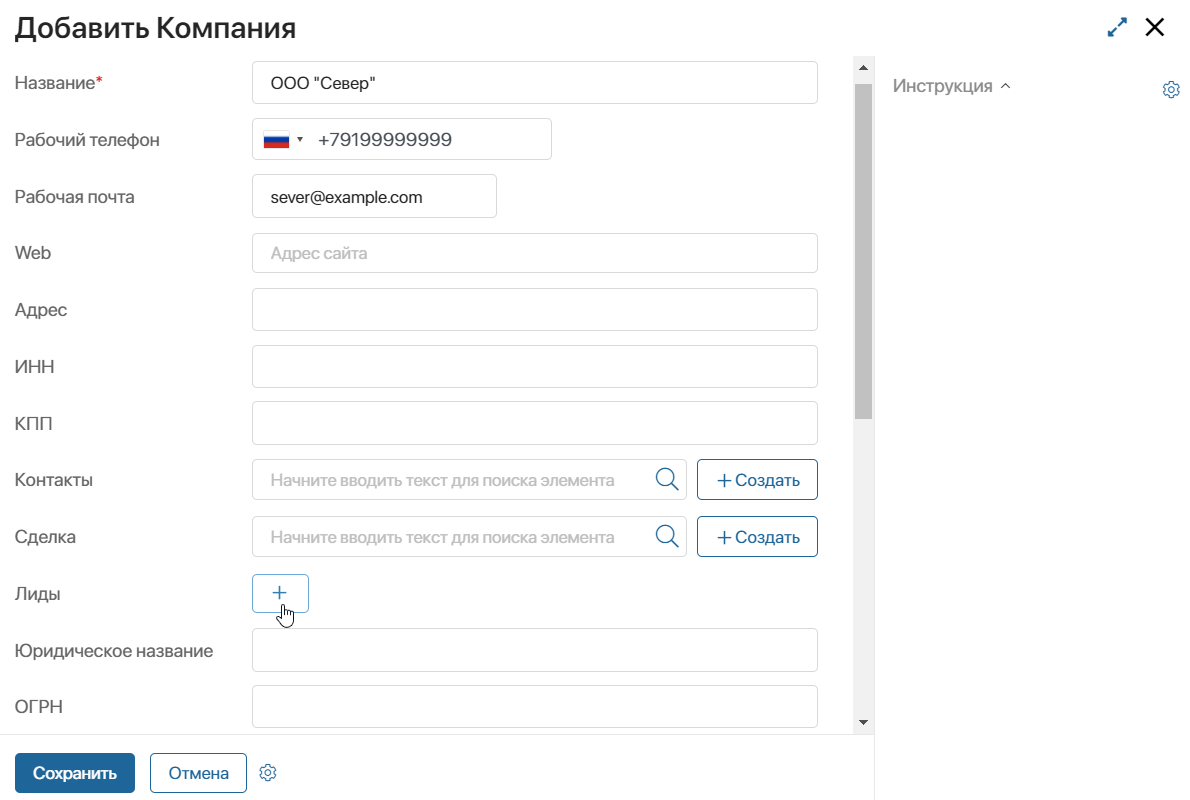 Добавить Компания
Название*
ООО "Север"
Инструкция
Рабочий телефон
+79199999999
Рабочая почта
sever@example.com
Web
Адрес сайта
Адрес
ИНН
КПП
Контакты
Начните вводить текст для поиска элемента
+ Создать
Сделка
Начните вводить текст для поиска элемента
+ Создать
Лиды
+
Юридическое название
ОГРН
Сохранить
Отмена